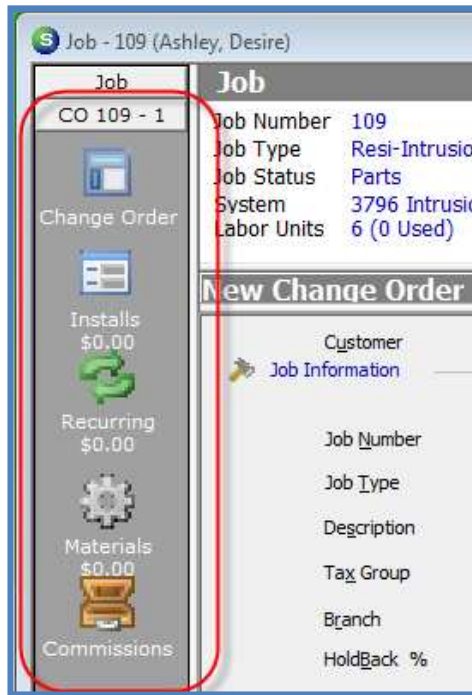 Job - 109 (Ashley, Desire)
Job
CO 109 - 1
Change Order
Installs
$0.00
Recurring
$0.00
Materials
$0.00
Commissions
Job
Job Number 109
Job Type Resi-Intrusio
Job Status Parts
System 3796 Intrusio
Labor Units 6 (0 Used)
New Change Order
Customer
Job Information
Job Number
Job Type
Description
Tax Group
Branch
HoldBack %